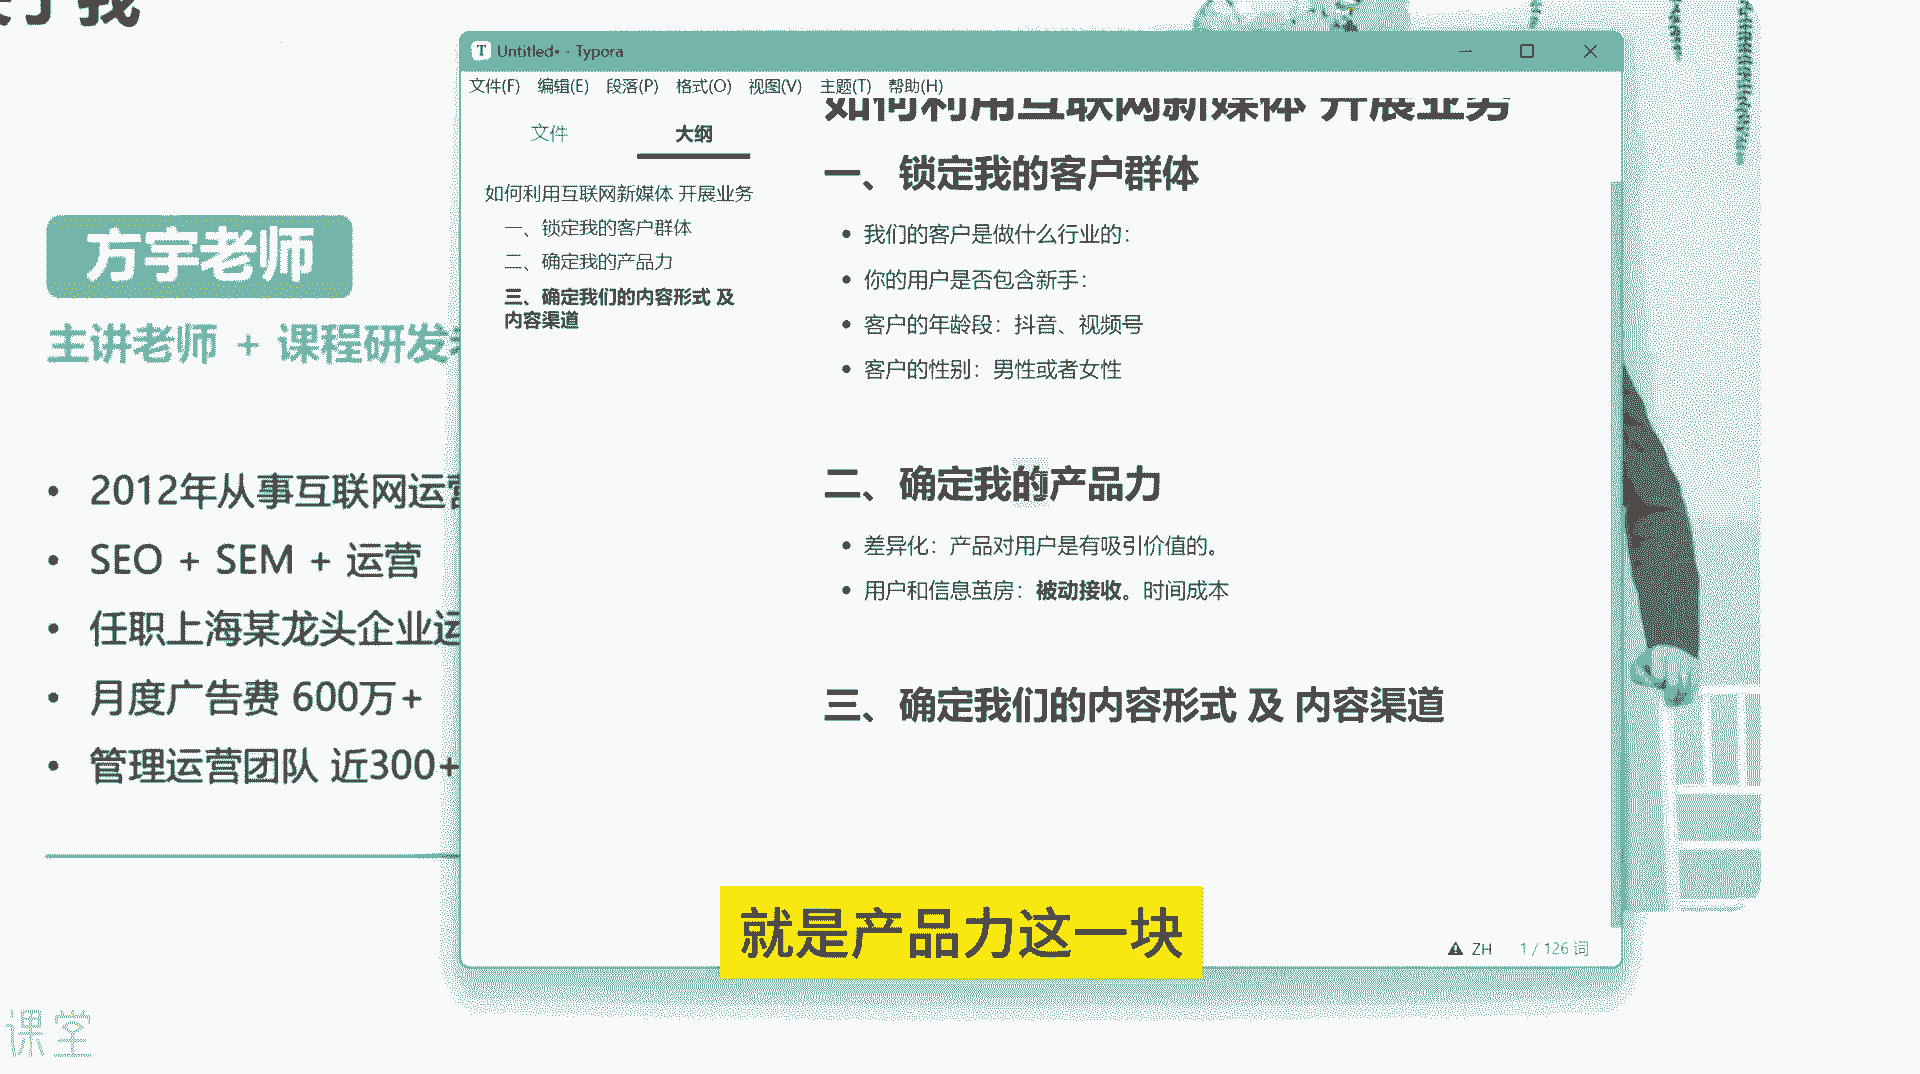 我
Untitled• - Typora
文件(F) 编辑(E) 段落(P) 格式(O) 视图(V) 主题(T) 帮助(H)
文件 大纲
如何利用互联网新媒体 开展业务
一、锁定我的客户群体
二、确定我的产品力
三、确定我们的内容形式 及
内容渠道
如何利用互联网新媒体 开展业务
一、锁定我的客户群体
我们的客户是做什么行业的：
你的用户是否包含新手：
客户的年龄段：抖音、视频号
客户的性别：男性或者女性
二、确定我的产品力
差异化：产品对用户是有吸引价值的。
用户和信息茧房：被动接收。时间成本
三、确定我们的内容形式 及 内容渠道
ZH 1 / 126 词
方宇老师
主讲老师 + 课程研发
• 2012年从事互联网运营
• SEO + SEM + 运营
• 任职上海某龙头企业运
• 月度广告费 600万+
• 管理运营团队 近300+
就是产品力这一块
课堂